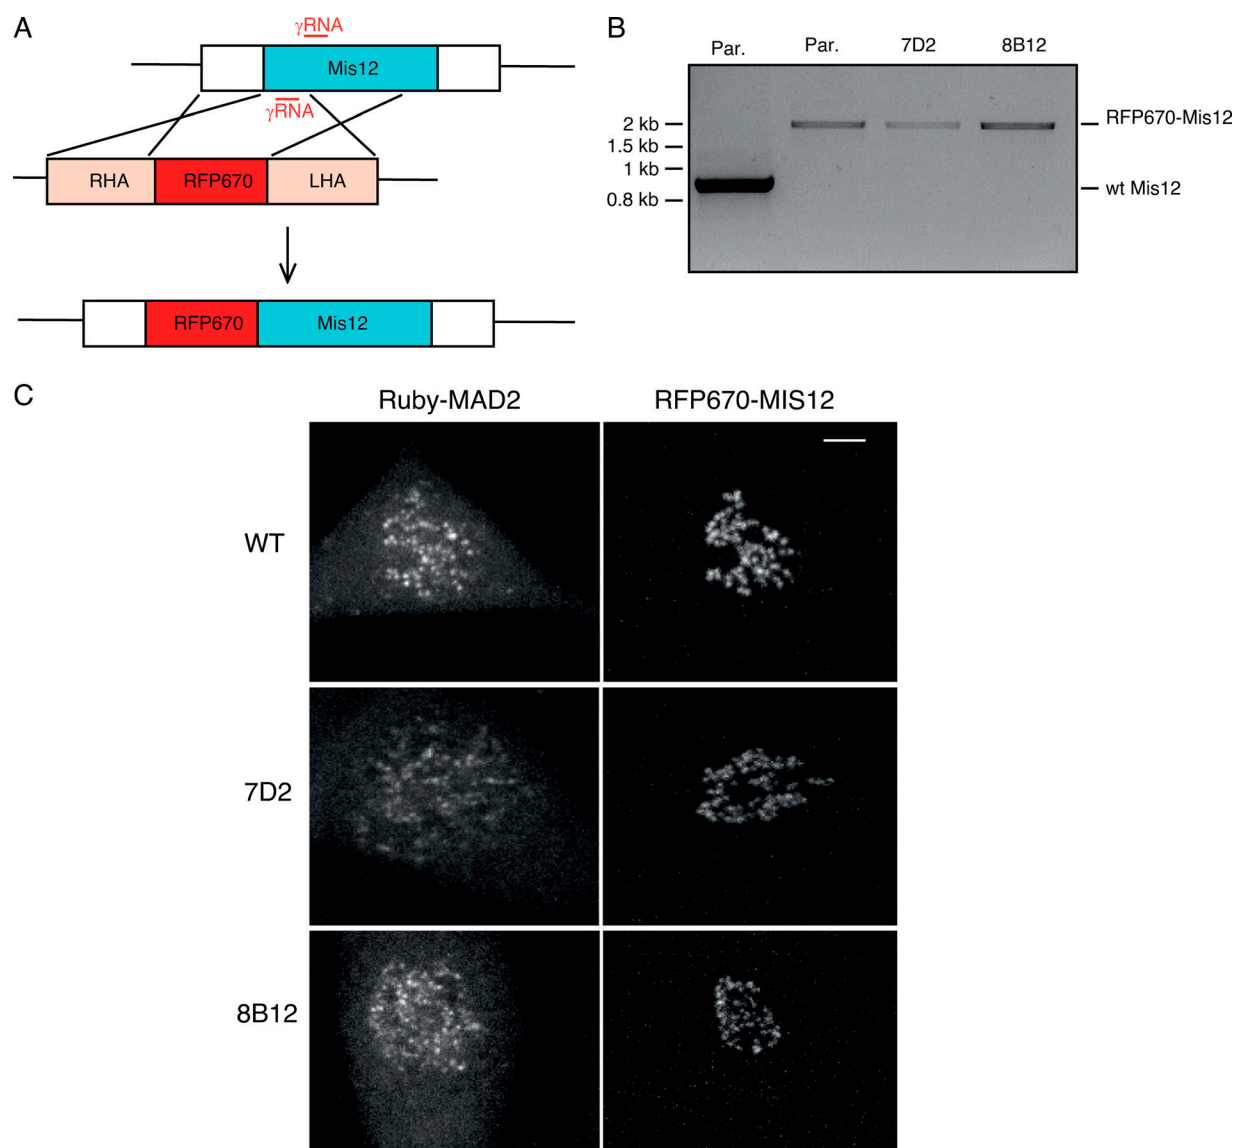 A
γRNA
Mis12
γRNA
RHA
RFP670
LHA
RFP670
Mis12
B
Par.
Par.
7D2
8B12
2 kb
1.5 kb
1 kb
0.8 kb
RFP670-Mis12
wt Mis12
C
Ruby-MAD2
RFP670-MIS12
WT
7D2
8B12